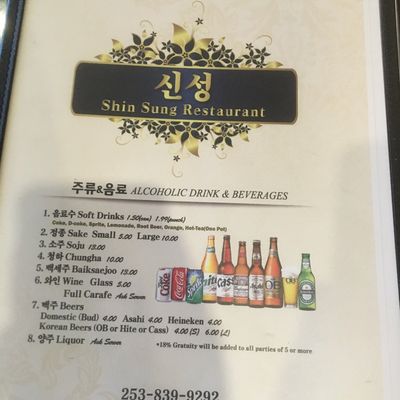 신성
Shin Sung Restaurant
주류&음료 ALCOHOLIC DRINK & BEVERAGES
1. 음료수 Soft Drinks 1.50(can) 1.99(punch)
Coke, D-coke, Sprite, Lemonade, Root Beer, Orange, Hot-Tea(One Pot)
2. 정종 Sake Small 5.00 Large 10.00
3. 소주 Soju 13.00
4. 청하 Chungha 10.00
5. 백세주 Baiksaejoo 13.00
6. 와인 Wine Glass 5.00
Full Carafe Ask Server
7. 맥주 Beers
Domestic (Bud) 4.00 Asahi 4.00 Heineken 4.00
Korean Beers (OB or Hite or Cass) 4.00 (S) 6.00 (L)
8. 양주 Liquor Ask Server
*18% Gratuity will be added to all parties of 5 or more
253-839-9292